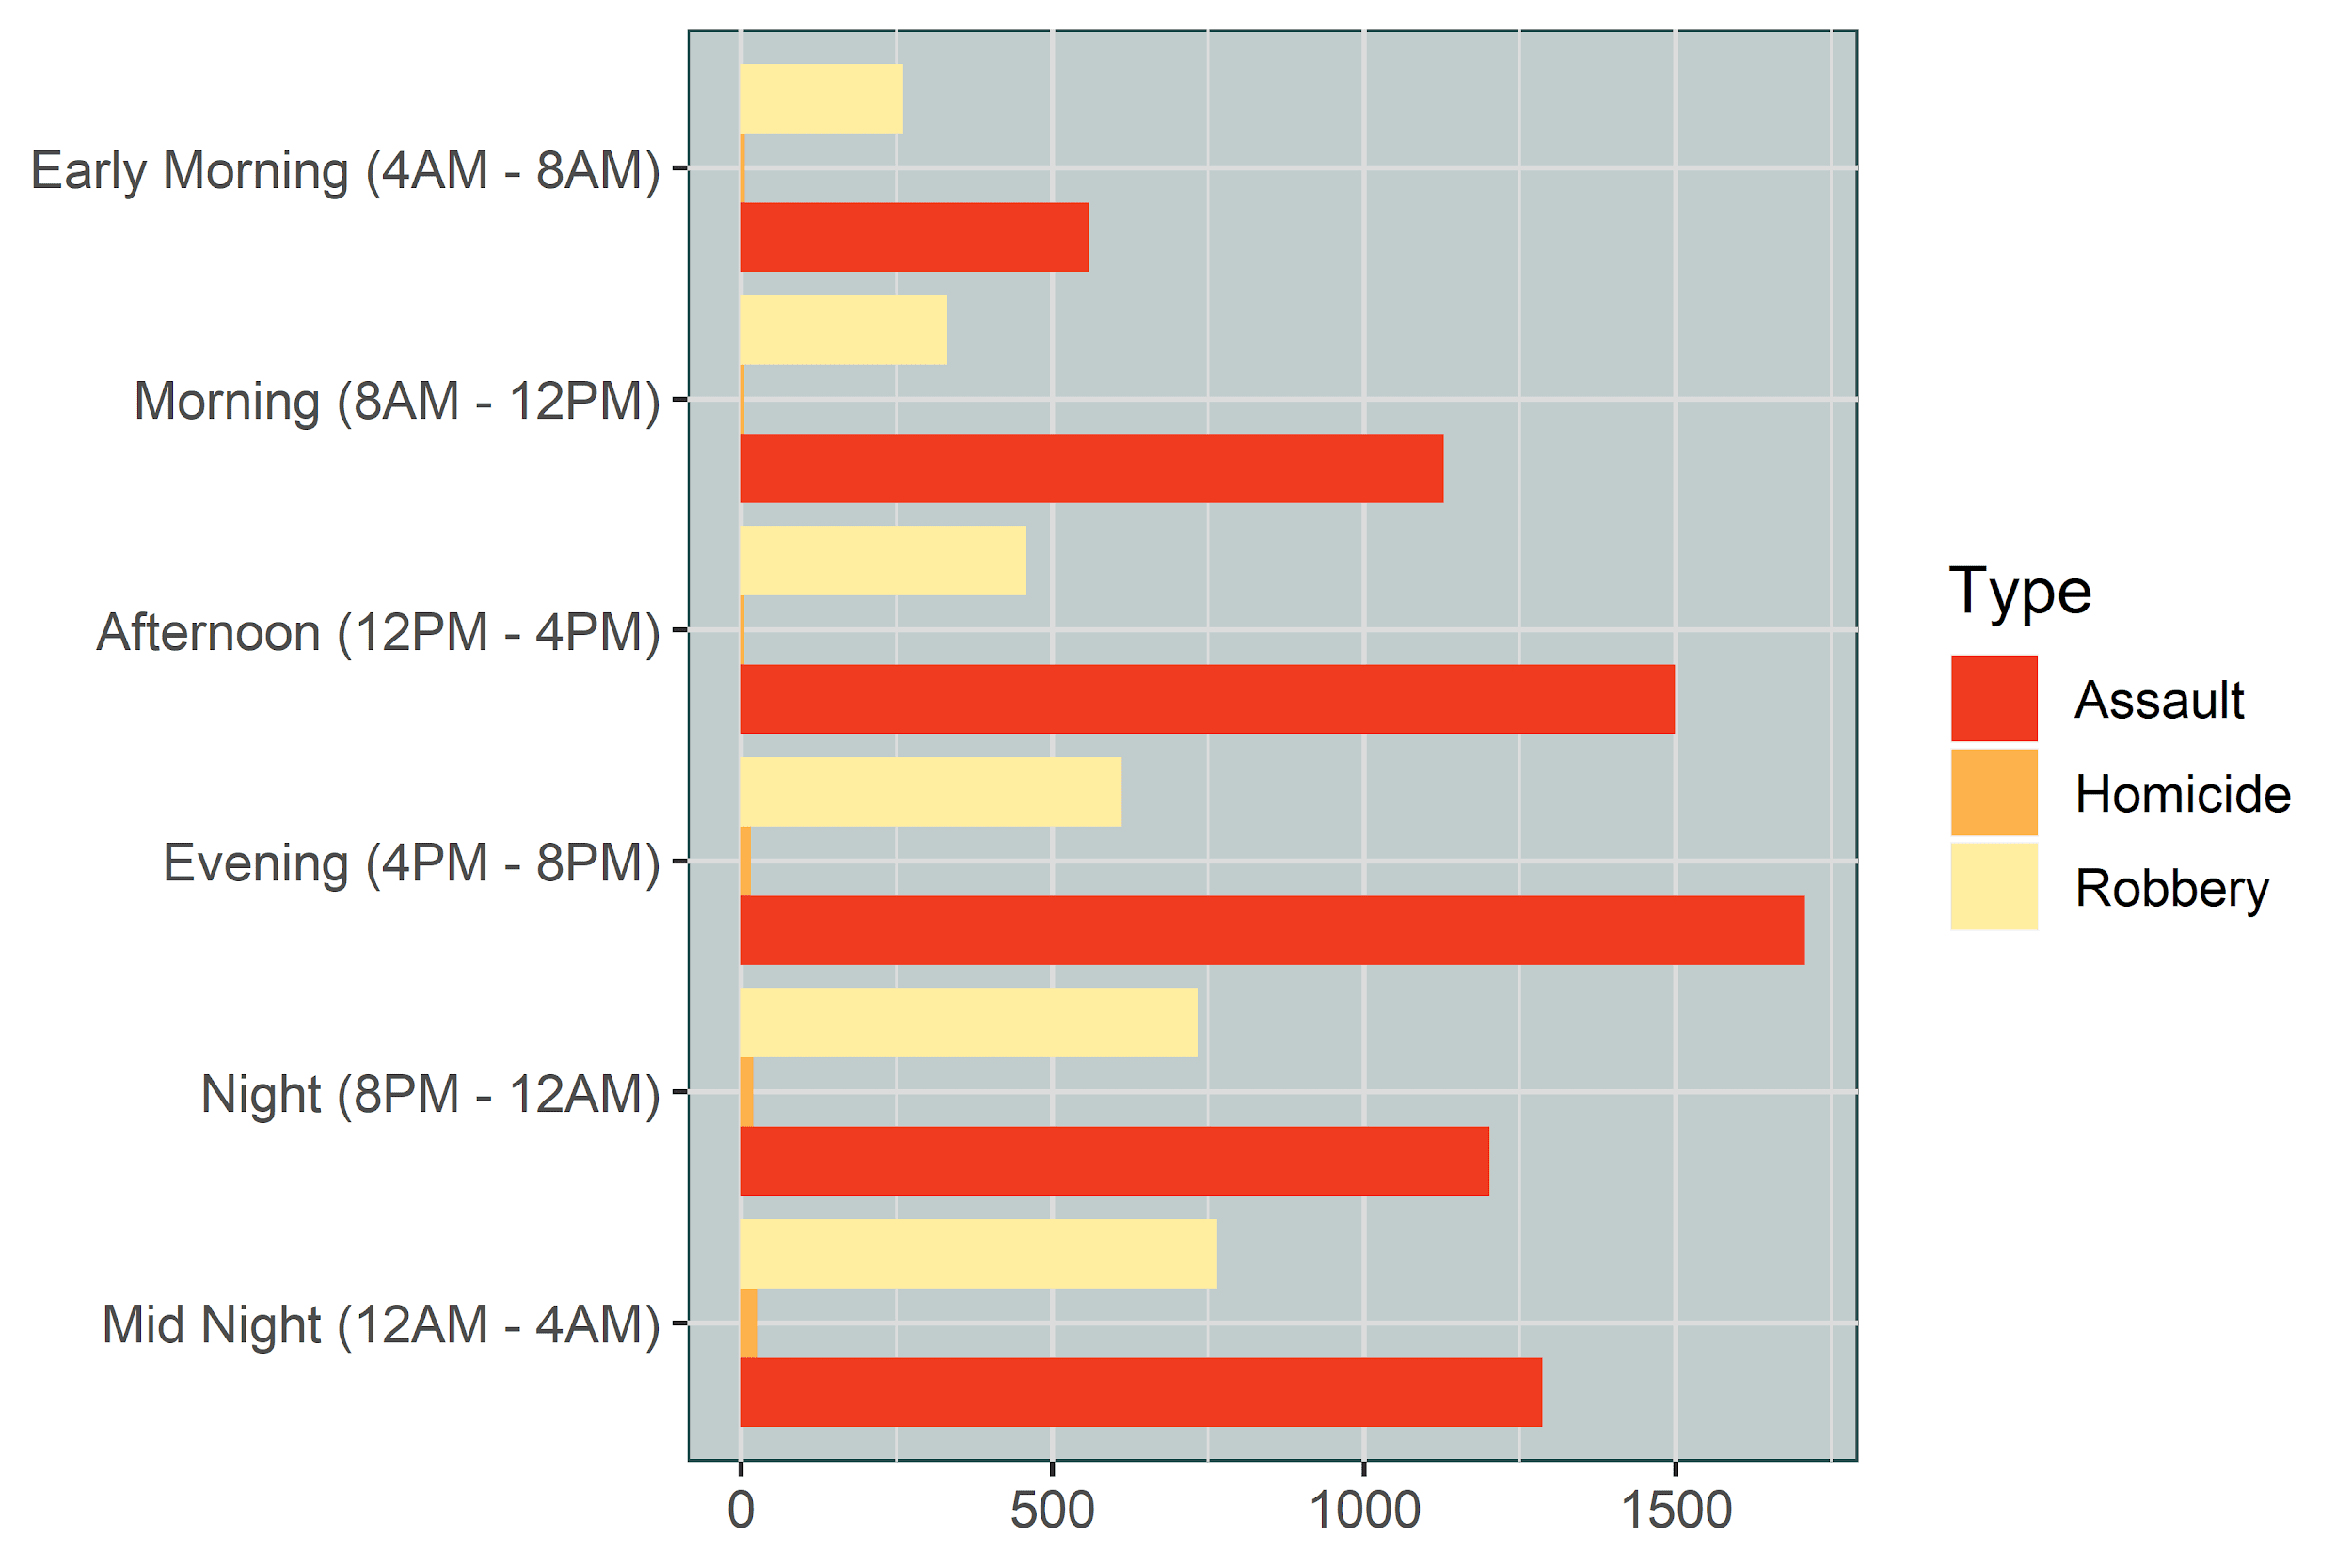 Early Morning (4AM - 8AM)
Morning (8AM - 12PM)
Afternoon (12PM - 4PM)
Evening (4PM - 8PM)
Night (8PM - 12AM)
Mid Night (12AM - 4AM)
0 500 1000 1500
Type
Assault
Homicide
Robbery